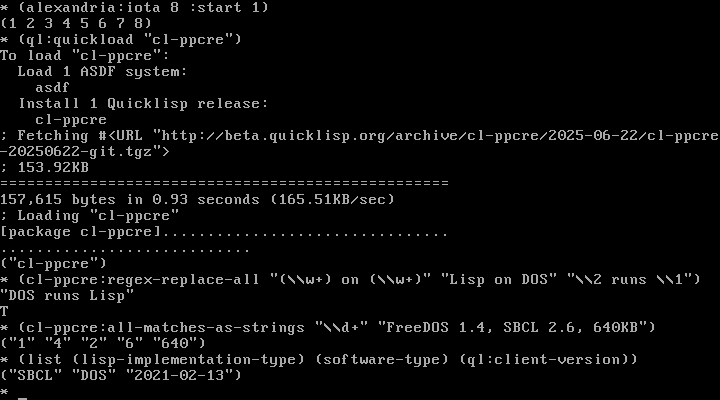 * (alexandria:iota 8 :start 1)
(1 2 3 4 5 6 7 8)
* (ql:quickload "cl-ppcre")
To load "cl-ppcre":
  Load 1 ASDF system:
    asdf
  Install 1 Quicklisp release:
    cl-ppcre
; Fetching #<URL "http://beta.quicklisp.org/archive/cl-ppcre/2025-06-22/cl-ppcre
-20250622-git.tgz">
; 153.92KB
==================================================
157,615 bytes in 0.93 seconds (165.51KB/sec)
; Loading "cl-ppcre"
[package cl-ppcre]................................
............................
("cl-ppcre")
* (cl-ppcre:regex-replace-all "(\\w+) on (\\w+)" "Lisp on DOS" "\\2 runs \\1")
"DOS runs Lisp"
T
* (cl-ppcre:all-matches-as-strings "\\d+" "FreeDOS 1.4, SBCL 2.6, 640KB")
("1" "4" "2" "6" "640")
* (list (lisp-implementation-type) (software-type) (ql:client-version))
("SBCL" "DOS" "2021-02-13")
* _